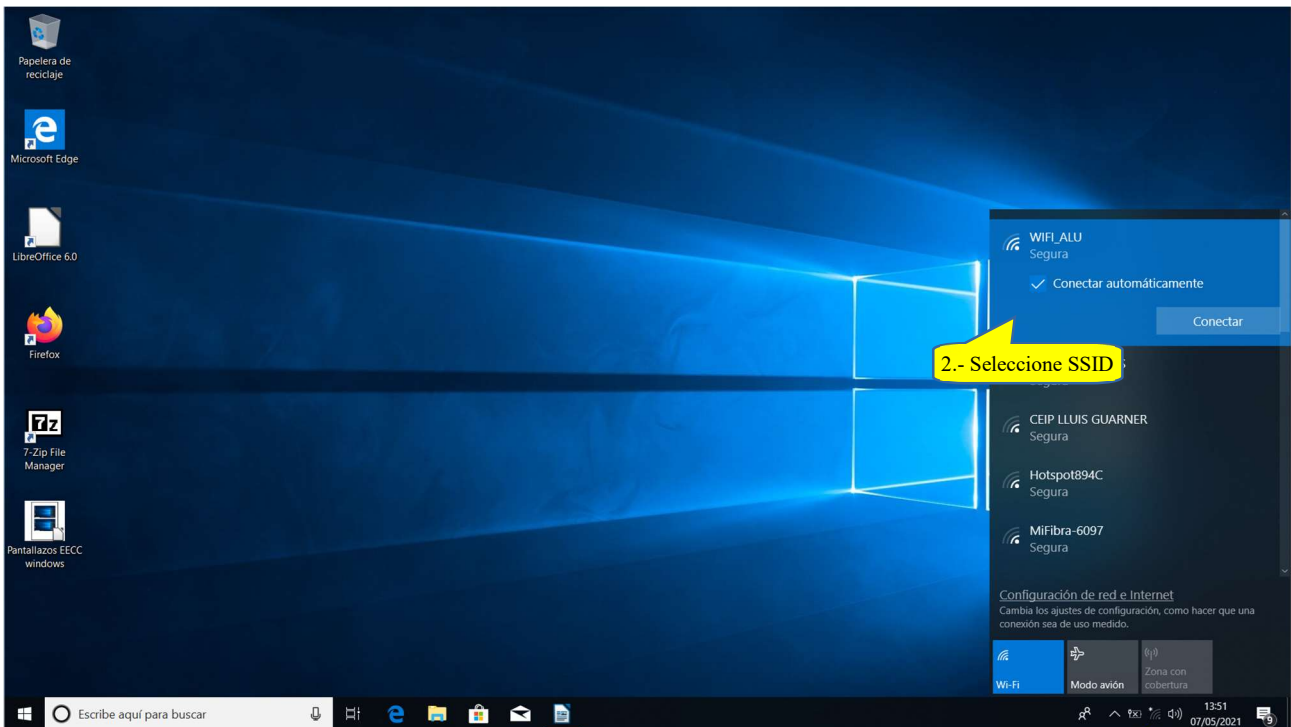 Papelera de
reciclaje
Microsoft Edge
LibreOffice 6.0
Firefox
7-Zip File
Manager
Pantallazos EECC
windows
WIFI_ALU
Segura
Conectar automáticamente
Conectar
2.- Seleccione SSID
CEIP LLUIS GUARNER
Segura
Hotspot894C
Segura
MiFibra-6097
Segura
Configuración de red e Internet
Cambia los ajustes de configuración, como hacer que una
conexión sea de uso medido.
Wi-Fi
Modo avión
Zona con
cobertura
Escribe aquí para buscar
13:51
07/05/2021
9